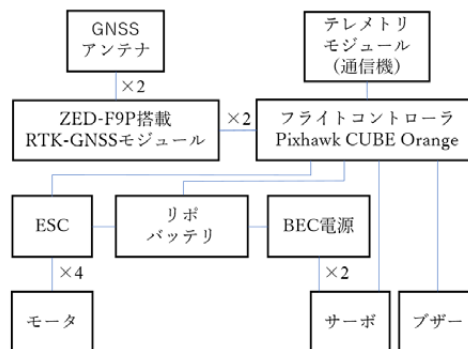 GNSS
アンテナ
テレメトリ
モジュール
（通信機）
×2
ZED-F9P搭載
RTK-GNSSモジュール
×2
フライトコントローラ
Pixhawk CUBE Orange
ESC
リポ
バッテリ
BEC電源
×4
×2
モータ
サーボ
ブザー